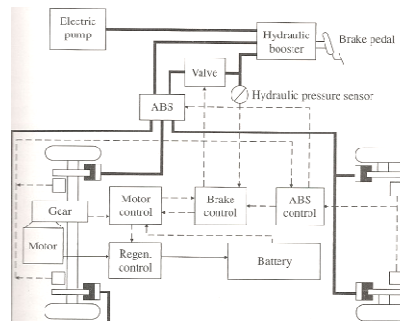 Electric
pump
Hydraulic
booster
Brake pedal
Valve
Hydraulic pressure sensor
ABS
Gear
Motor
control
Brake
control
ABS
control
Motor
Regen.
control
Battery